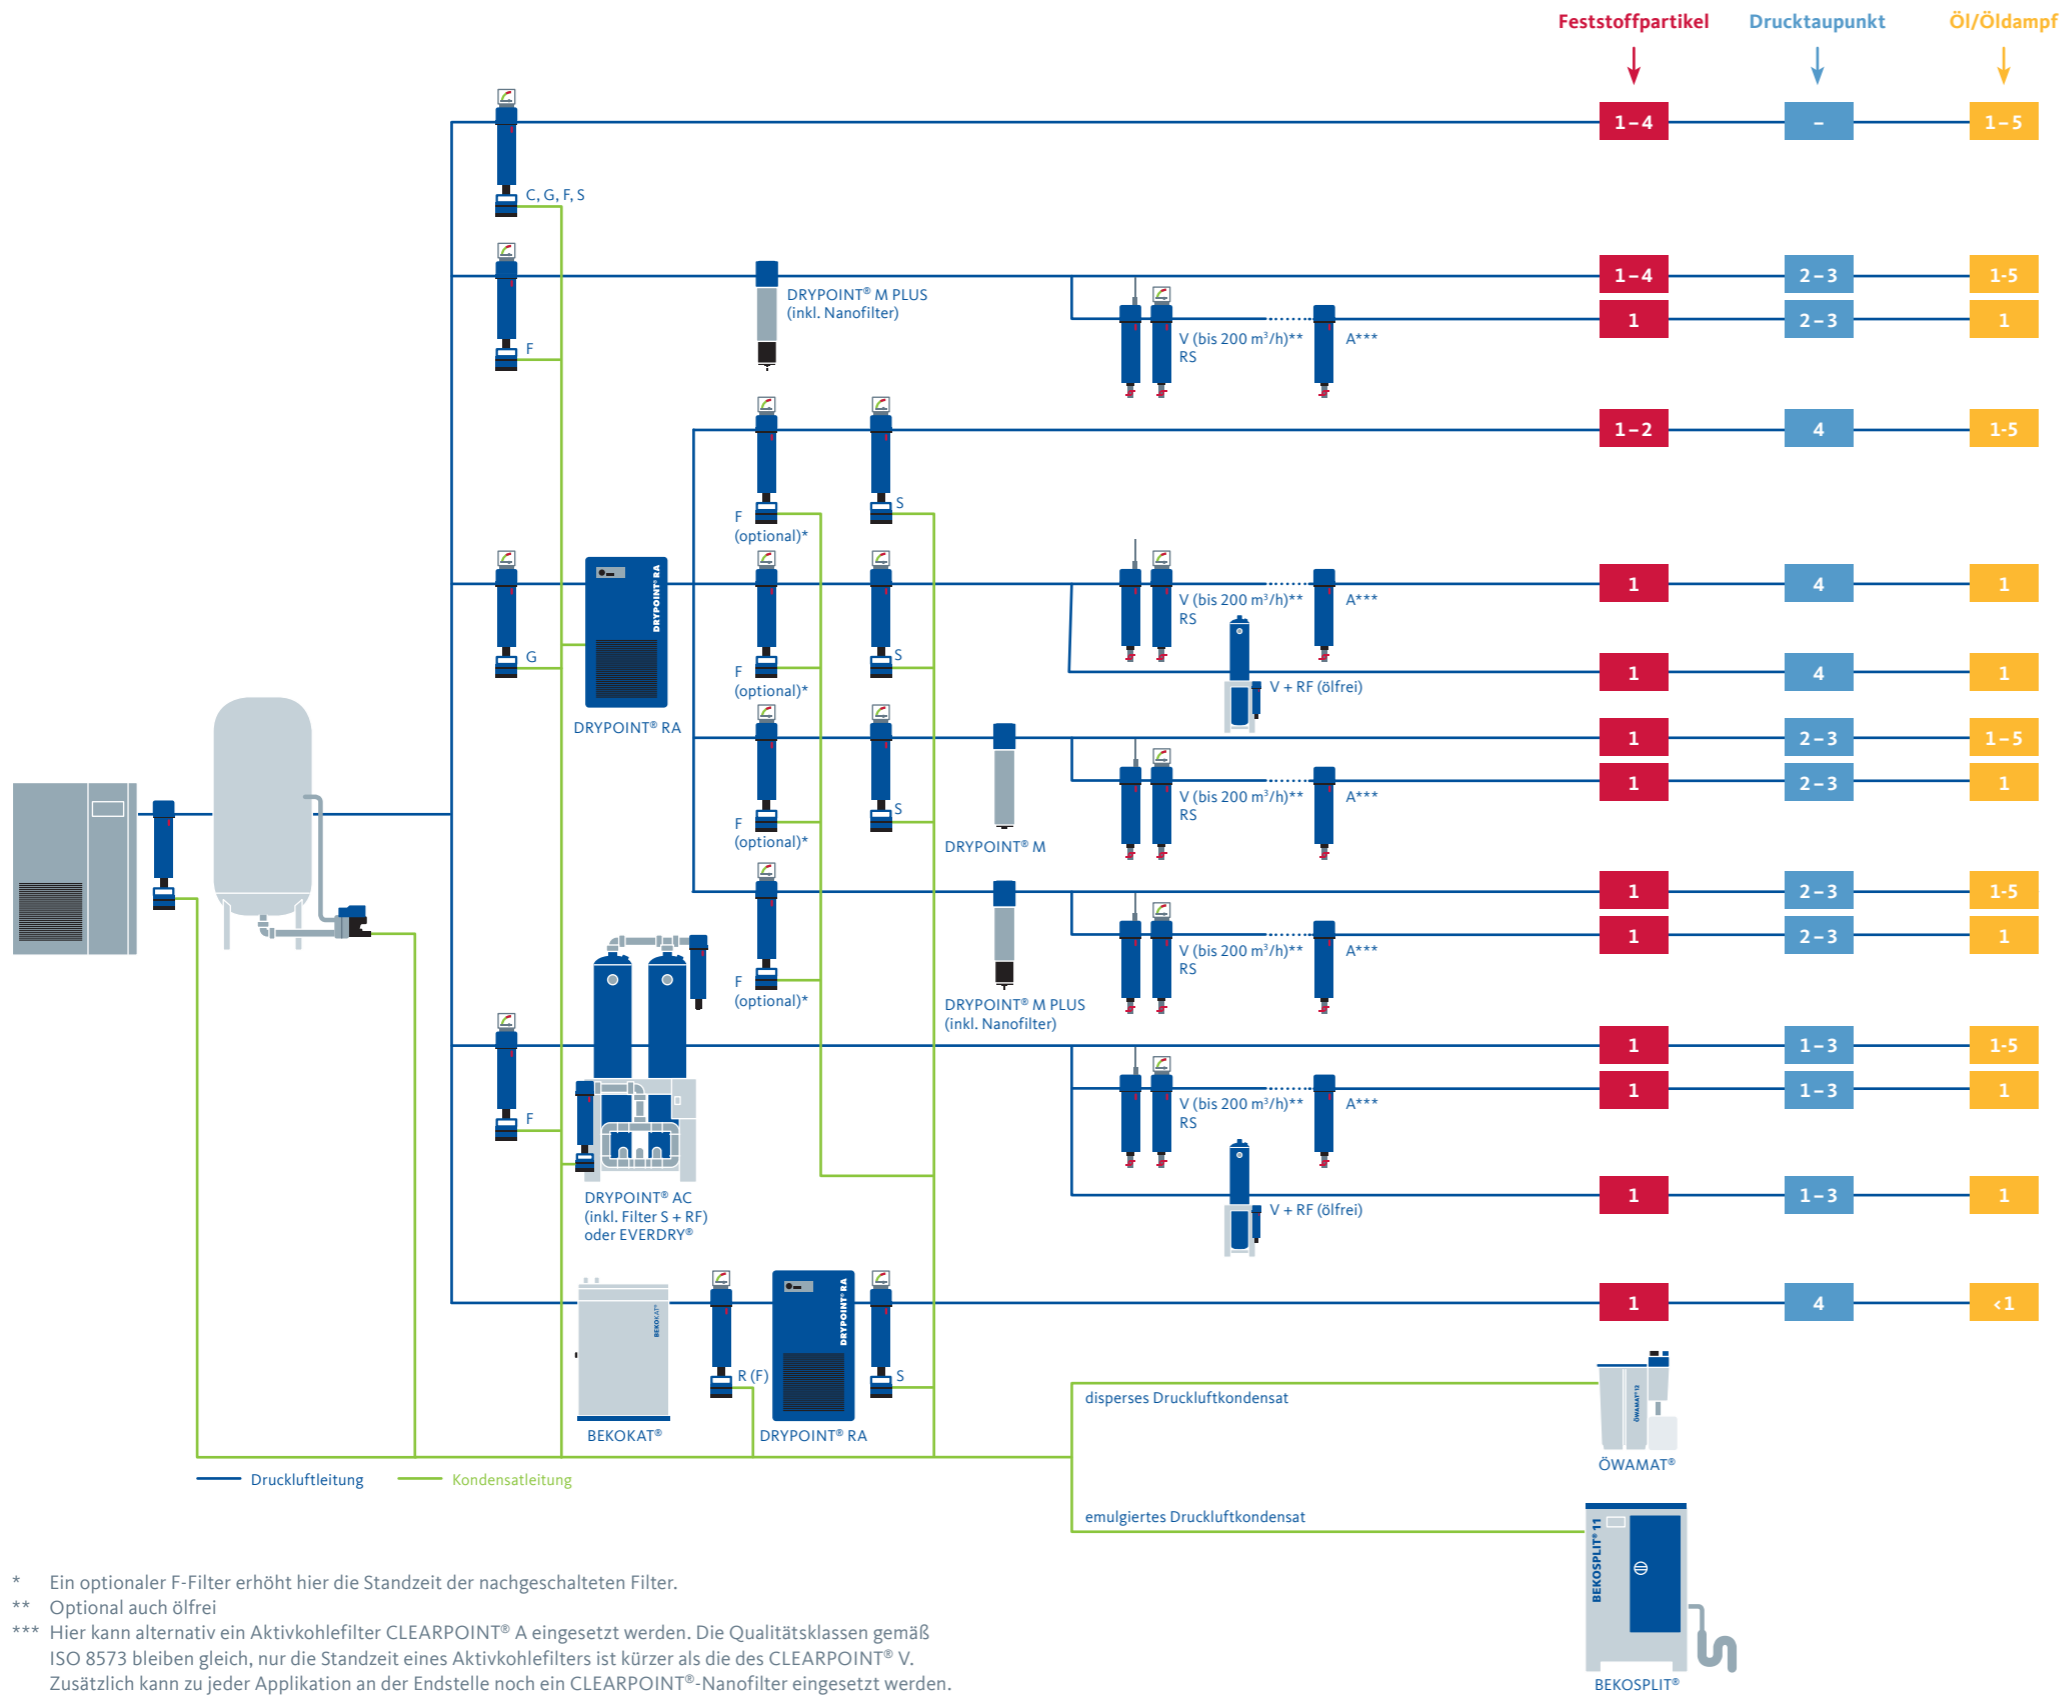 Feststoffpartikel Drucktaupunkt Öl/Öldampf
1–4 – 1–5
C, G, F, S
1–4 2–3 1-5
DRYPOINT® M PLUS
(inkl. Nanofilter)
1 2–3 1
V (bis 200 m³/h)** A***
RS
F
1–2 4 1-5
S
F
(optional)*
DRYPOINT® RA
1 4 1
V (bis 200 m³/h)** A***
RS
G
S
F
(optional)*
1 4 1
V + RF (ölfrei)
DRYPOINT® RA
1 2–3 1–5
1 2–3 1
V (bis 200 m³/h)** A***
RS
S
F
(optional)*
DRYPOINT® M
1 2–3 1-5
1 2–3 1
V (bis 200 m³/h)** A***
RS
F
(optional)*
DRYPOINT® M PLUS
(inkl. Nanofilter)
1 1–3 1-5
1 1–3 1
V (bis 200 m³/h)** A***
RS
F
DRYPOINT® AC
(inkl. Filter S + RF)
oder EVERDRY®
1 1–3 1
V + RF (ölfrei)
1 4 <1
BEKOKAT®
DRYPOINT® RA
R (F)
S
BEKOKAT®
DRYPOINT® RA
disperses Druckluftkondensat
ÖWAMAT® 12
ÖWAMAT®
Druckluftleitung Kondensatleitung
emulgiertes Druckluftkondensat
BEKOSPLIT® 11
BEKOSPLIT®
* Ein optionaler F-Filter erhöht hier die Standzeit der nachgeschalteten Filter.
** Optional auch ölfrei
*** Hier kann alternativ ein Aktivkohlefilter CLEARPOINT® A eingesetzt werden. Die Qualitätsklassen gemäß
ISO 8573 bleiben gleich, nur die Standzeit eines Aktivkohlefilters ist kürzer als die des CLEARPOINT® V.
Zusätzlich kann zu jeder Applikation an der Endstelle noch ein CLEARPOINT®-Nanofilter eingesetzt werden.